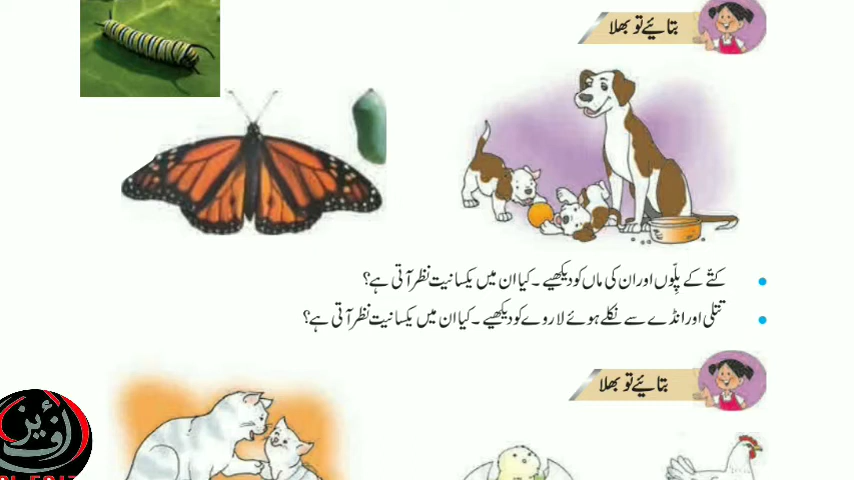 بتائیے تو بھلا
کتّے کے پِلّوں اور ان کی ماں کو دیکھیے۔ کیا ان میں یکسانیت نظر آتی ہے؟
تتلی اور انڈے سے نکلے ہوئے لاروے کو دیکھیے۔ کیا ان میں یکسانیت نظر آتی ہے؟
بتائیے تو بھلا